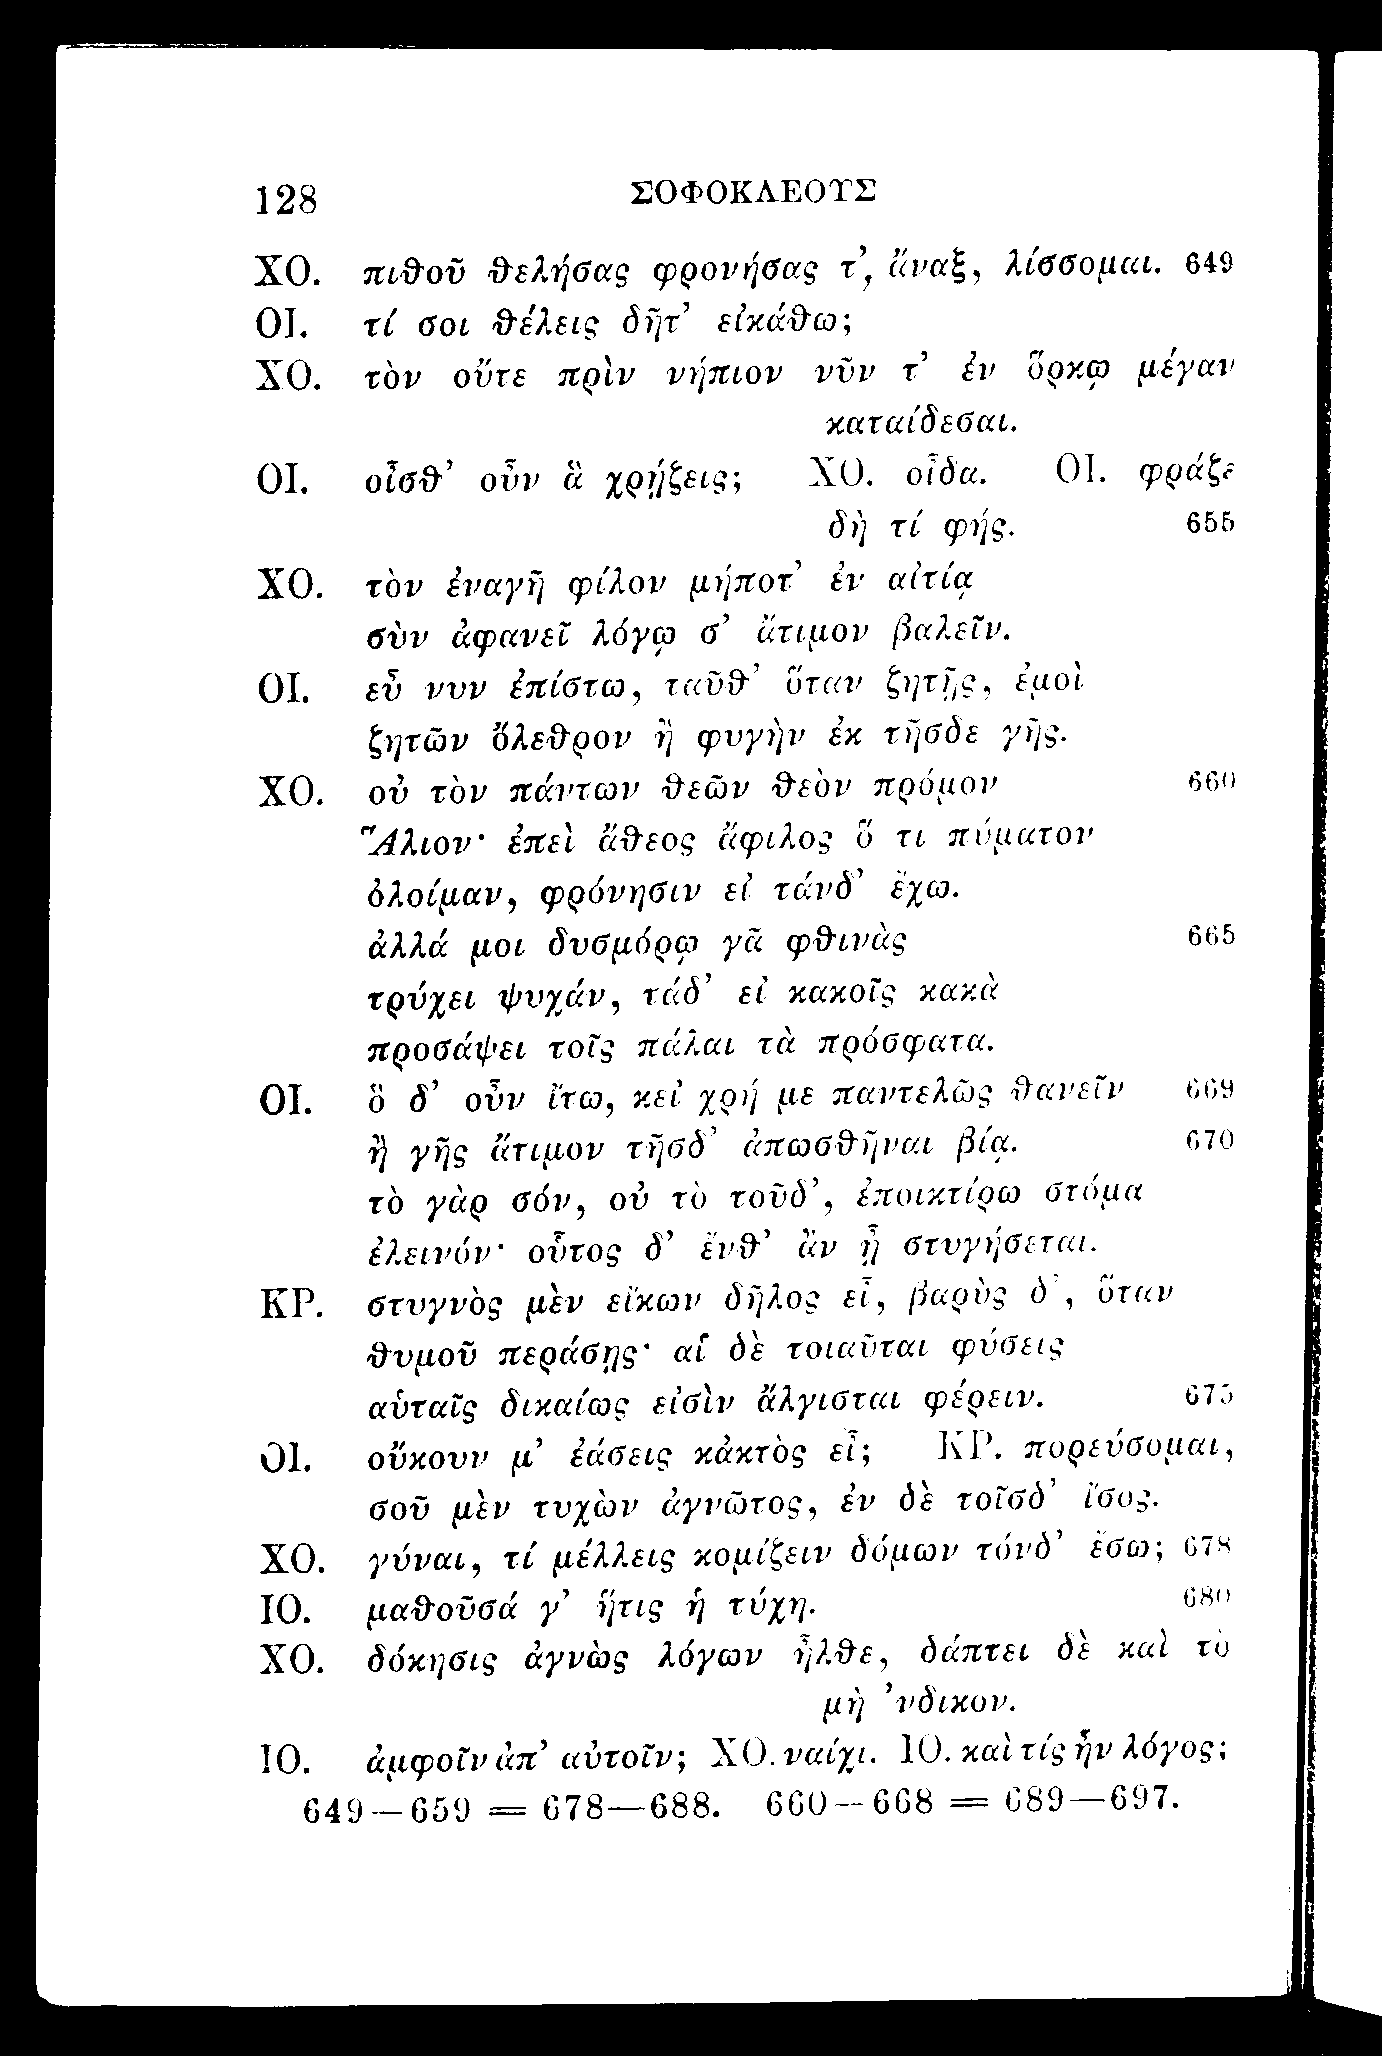 128 ΣΟΦΟΚΛΕΟΥΣ
ΧΟ. πιθοῦ θελήσας φρονήσας τ’, ἄναξ, λίσσομαι. 649
ΟΙ. τί σοι θέλεις δῆτ’ εἰκάθω;
ΧΟ. τὸν οὔτε πρὶν νήπιον νῦν τ’ ἐν ὅρκῳ μέγαν
καταίδεσαι.
ΟΙ. οἶσθ’ οὖν ἃ χρῄζεις; ΧΟ. οἶδα. ΟΙ. φράζε
δὴ τί φής. 655
ΧΟ. τὸν ἐναγῆ φίλον μήποτ’ ἐν αἰτίᾳ
σὺν ἀφανεῖ λόγῳ σ’ ἄτιμον βαλεῖν.
ΟΙ. εὖ νυν ἐπίστω, ταῦθ’ ὅταν ζητῇς, ἐμοὶ
ζητῶν ὄλεθρον ἢ φυγὴν ἐκ τῆσδε γῆς.
ΧΟ. οὐ τὸν πάντων θεῶν θεὸν πρόμον 660
Ἅλιον· ἐπεὶ ἄθεος ἄφιλος ὅ τι πύματον
ὀλοίμαν, φρόνησιν εἰ τάνδ’ ἔχω.
ἀλλά μοι δυσμόρῳ γᾶ φθινὰς 665
τρύχει ψυχάν, τάδ’ εἰ κακοῖς κακὰ
προσάψει τοῖς πάλαι τὰ πρόσφατα.
ΟΙ. ὃ δ’ οὖν ἴτω, κεἰ χρή με παντελῶς θανεῖν 669
ἢ γῆς ἄτιμον τῆσδ’ ἀπωσθῆναι βίᾳ. 670
τὸ γὰρ σόν, οὐ τὸ τοῦδ’, ἐποικτίρω στόμα
ἐλεινόν· οὗτος δ’ ἔνθ’ ἂν ᾖ στυγήσεται.
ΚΡ. στυγνὸς μὲν εἴκων δῆλος εἶ, βαρὺς δ’, ὅταν
θυμοῦ περάσῃς· αἱ δὲ τοιαῦται φύσεις
αὑταῖς δικαίως εἰσὶν ἄλγισται φέρειν. 675
ΟΙ. οὔκουν μ’ ἐάσεις κἀκτὸς εἶ; ΚΡ. πορεύσομαι,
σοῦ μὲν τυχὼν ἀγνῶτος, ἐν δὲ τοῖσδ’ ἴσος.
ΧΟ. γύναι, τί μέλλεις κομίζειν δόμων τόνδ’ ἔσω; 678
ΙΟ. μαθοῦσά γ’ ἥτις ἡ τύχη. 680
ΧΟ. δόκησις ἀγνὼς λόγων ἦλθε, δάπτει δὲ καὶ τὸ
μὴ ’νδικον.
ΙΟ. ἀμφοῖν ἀπ’ αὐτοῖν; ΧΟ. ναίχι. ΙΟ. καὶ τίς ἦν λόγος;
649—659 = 678—688. 660—668 = 689—697.